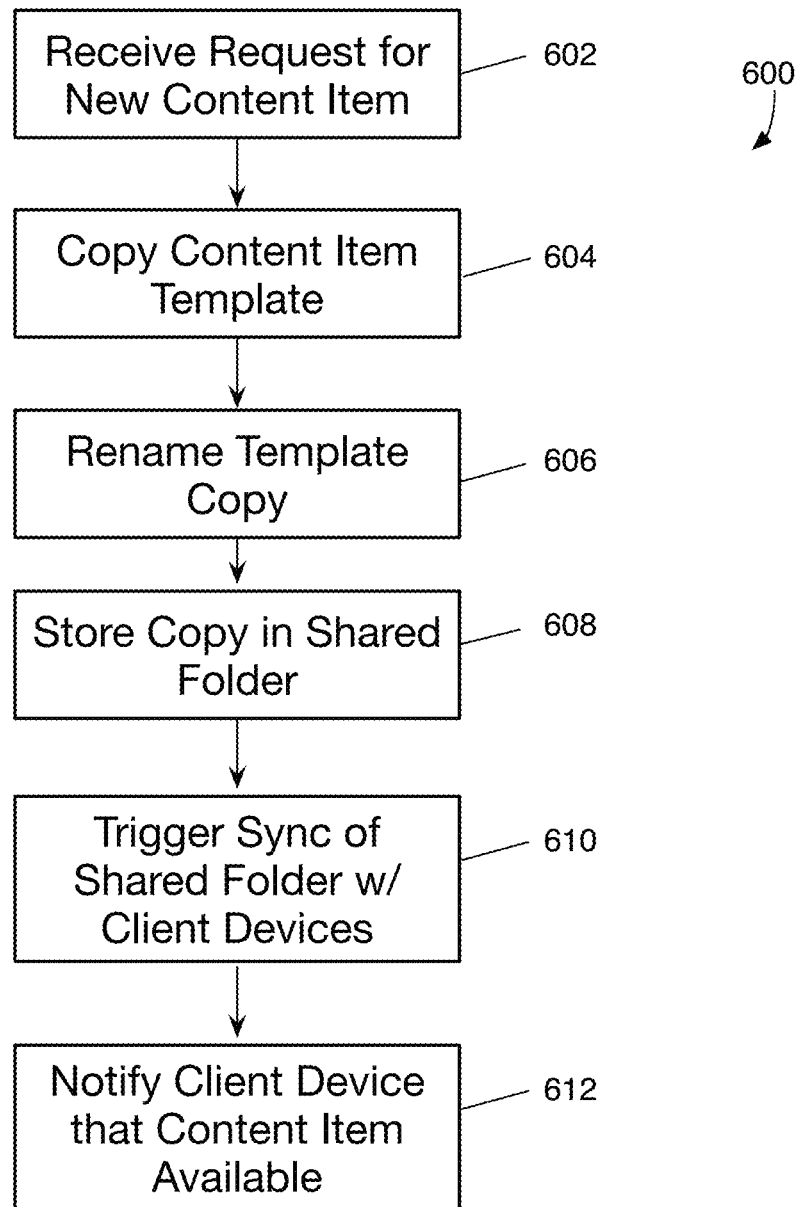 Receive Request for
New Content Item
602
600
Copy Content Item
Template
604
Rename Template
Copy
606
Store Copy in Shared
Folder
608
Trigger Sync of
Shared Folder w/
Client Devices
610
Notify Client Device
that Content Item
Available
612